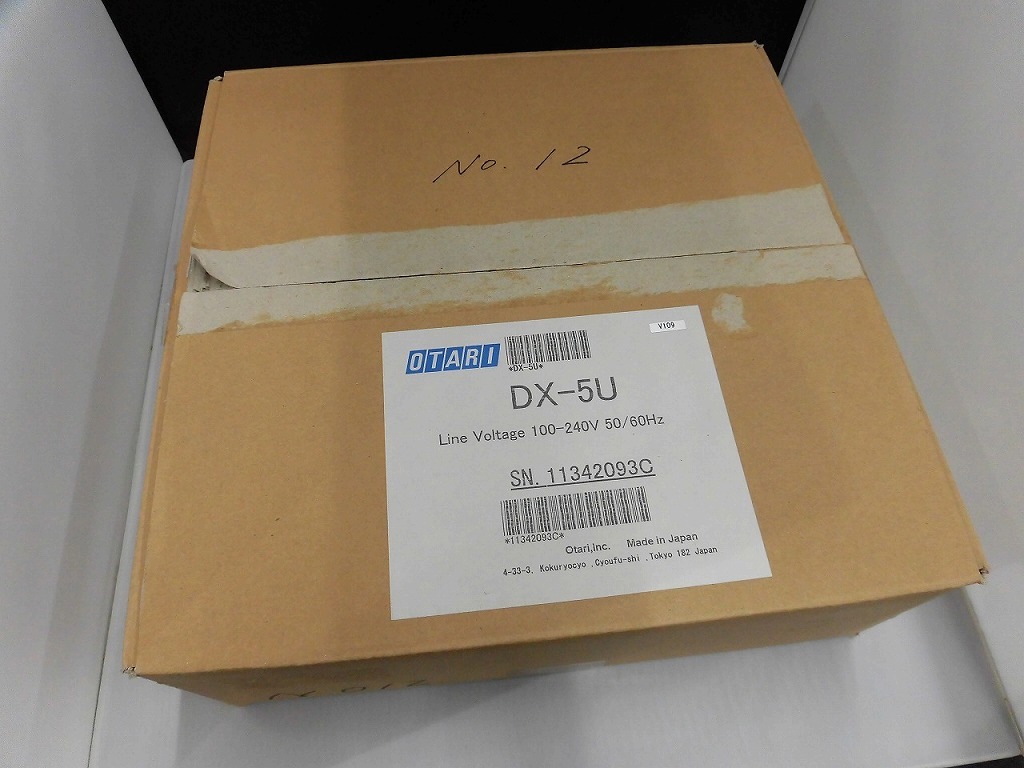 No. 12
V109
OTARI
*DX-5U*
DX-5U
Line Voltage 100-240V 50/60Hz
SN. 11342093C
*11342093C*
Otari,Inc. Made in Japan
4-33-3, Kokuryocyo ,Cyoufu-shi ,Tokyo 182 Japan
No12